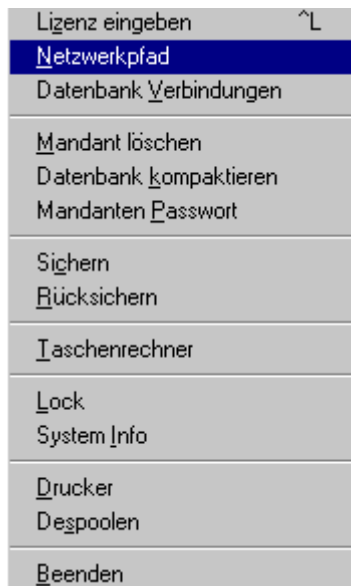 Lizenz eingeben ^L
Netzwerkpfad
Datenbank Verbindungen
Mandant löschen
Datenbank kompaktieren
Mandanten Passwort
Sichern
Rücksichern
Taschenrechner
Lock
System Info
Drucker
Despoolen
Beenden